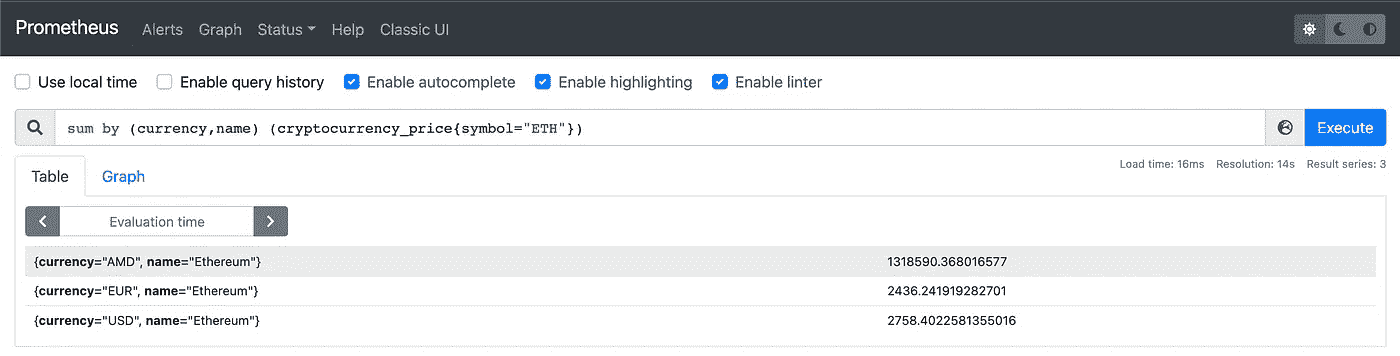 Prometheus Alerts Graph Status Help Classic UI
Use local time Enable query history Enable autocomplete Enable highlighting Enable linter
sum by (currency,name) (cryptocurrency_price{symbol="ETH"}) Execute
Load time: 16ms Resolution: 14s Result series: 3
Table Graph
Evaluation time
{currency="AMD", name="Ethereum"} 1318590.368016577
{currency="EUR", name="Ethereum"} 2436.241919282701
{currency="USD", name="Ethereum"} 2758.4022581355016